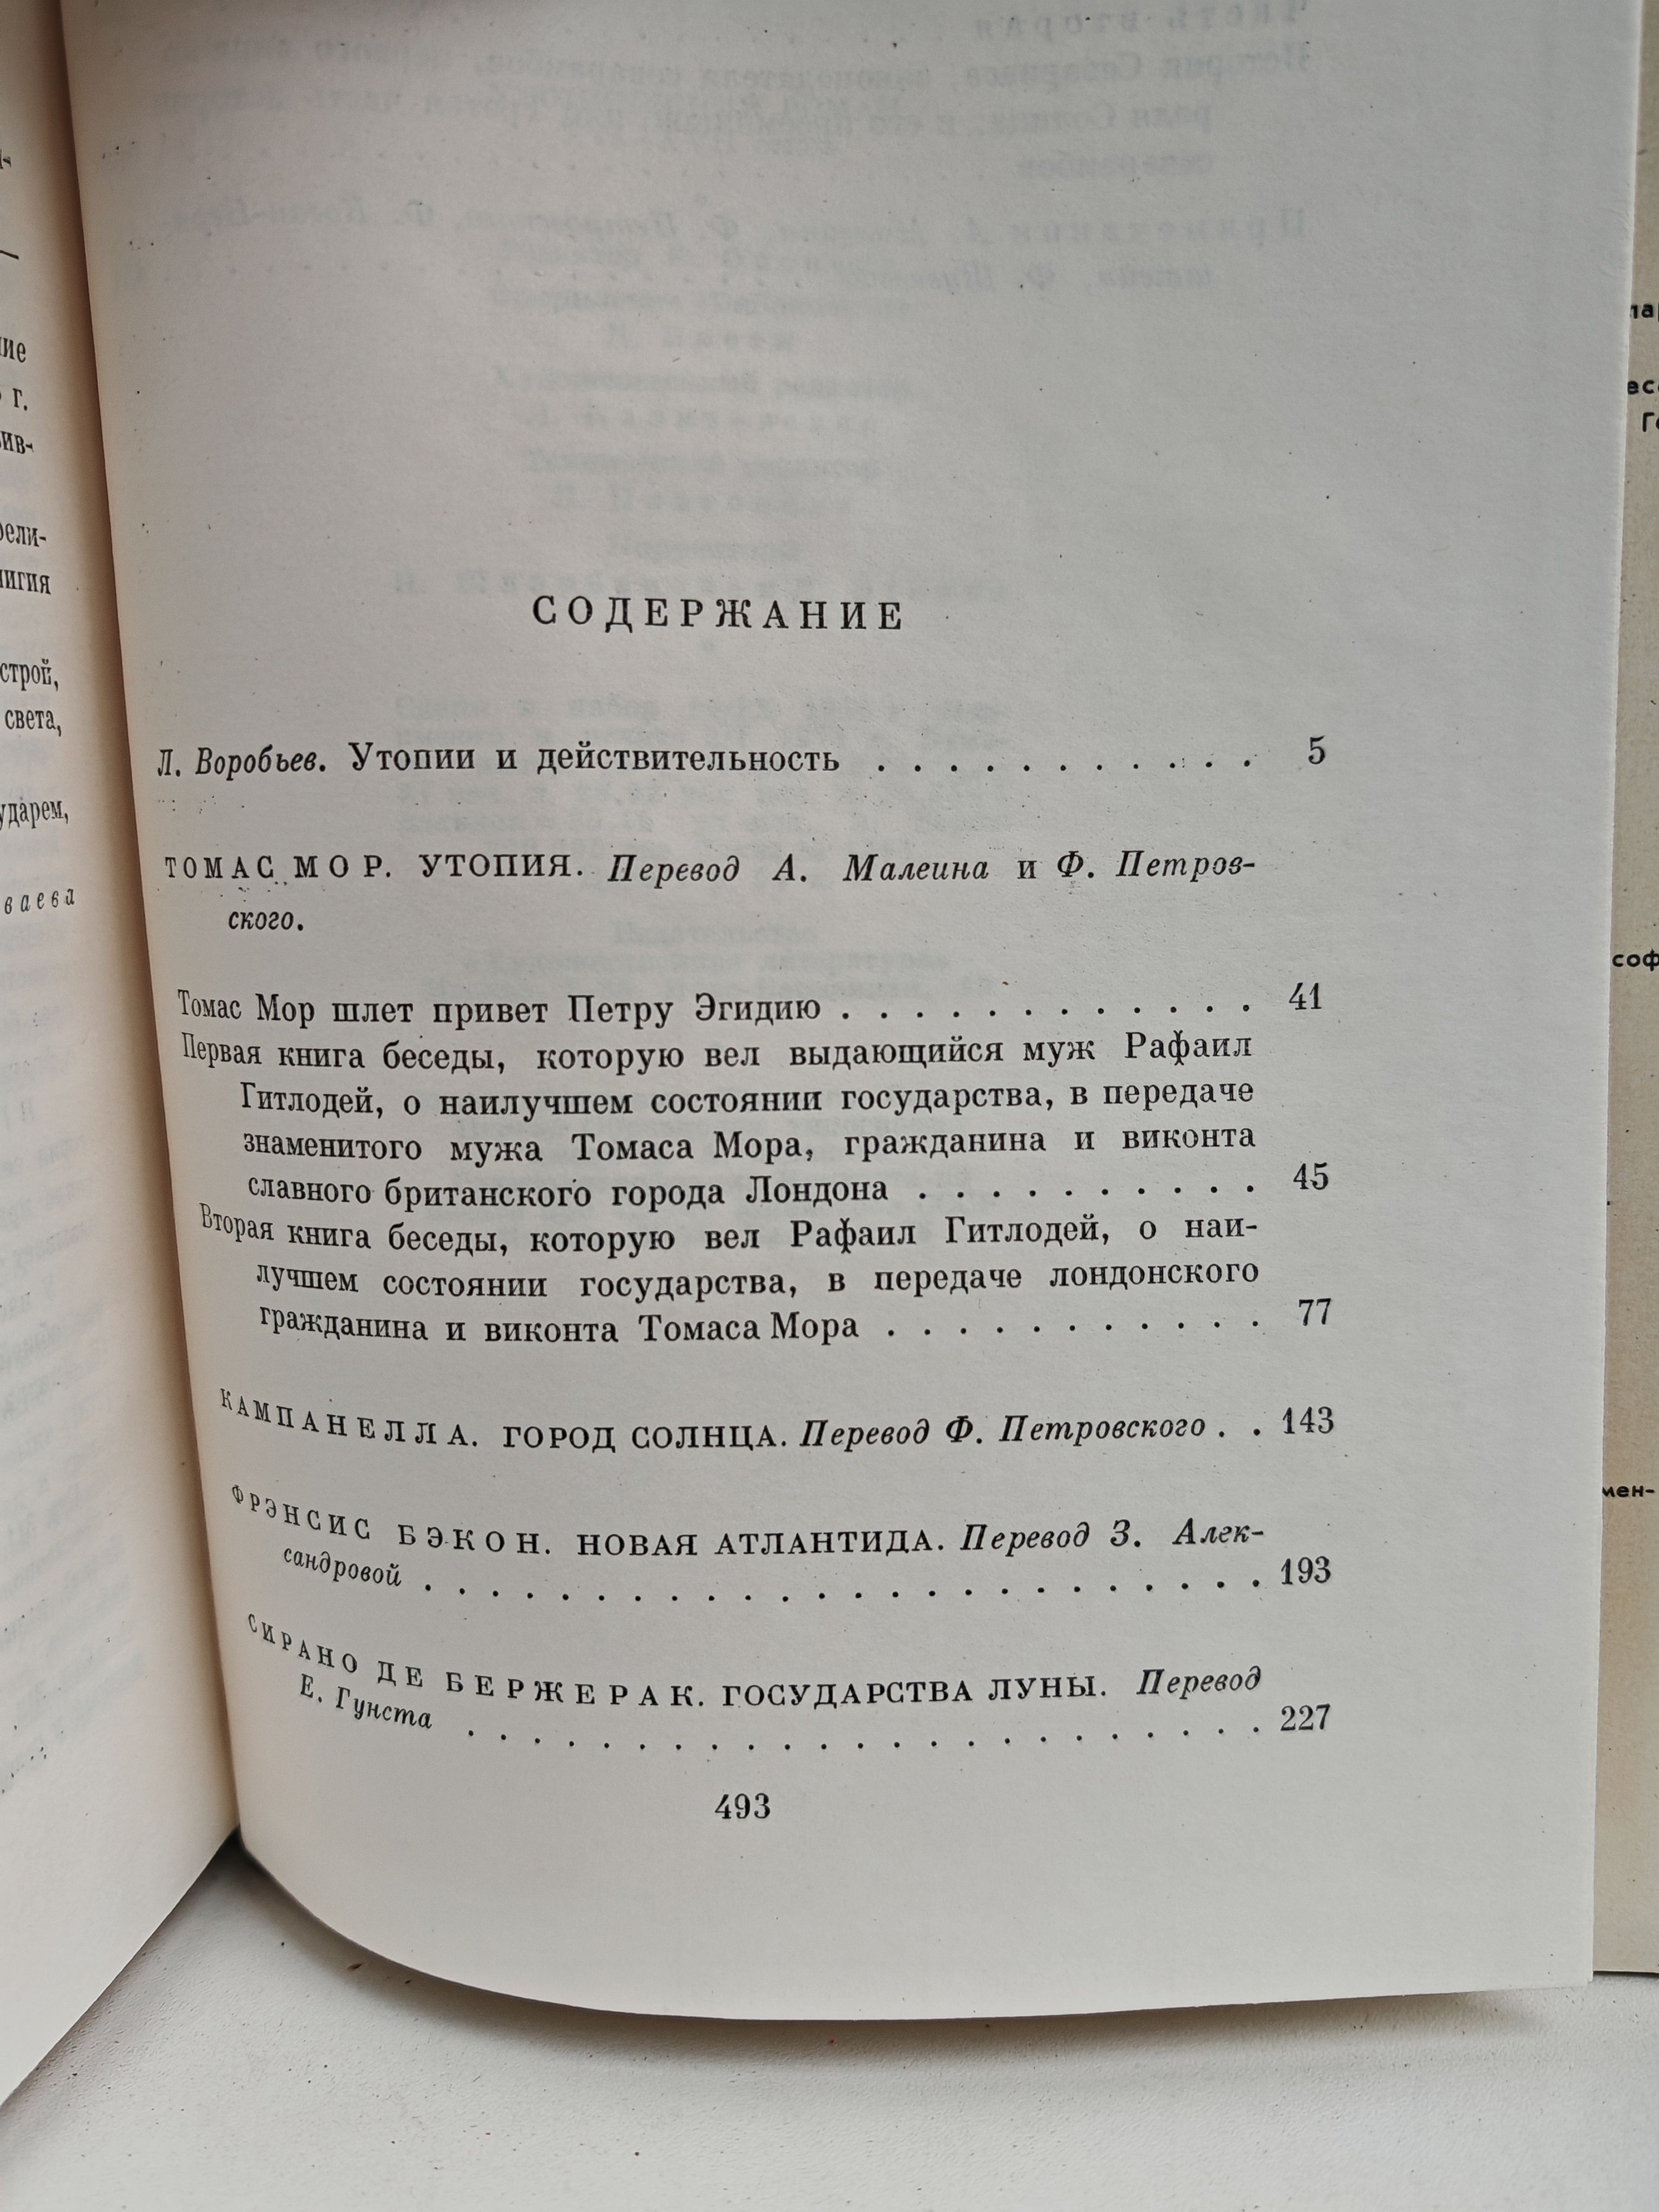 СОДЕРЖАНИЕ
Л. Воробьев. Утопии и действительность . . . . . . . . . . . 5
ТОМАС МОР. УТОПИЯ. Перевод А. Малеина и Ф. Петров-
ского.
Томас Мор шлет привет Петру Эгидию . . . . . . . . . . . . 41
Первая книга беседы, которую вел выдающийся муж Рафаил
Гитлодей, о наилучшем состоянии государства, в передаче
знаменитого мужа Томаса Мора, гражданина и виконта
славного британского города Лондона . . . . . . . . . . 45
Вторая книга беседы, которую вел Рафаил Гитлодей, о наи-
лучшем состоянии государства, в передаче лондонского
гражданина и виконта Томаса Мора . . . . . . . . . . . 77
КАМПАНЕЛЛА. ГОРОД СОЛНЦА. Перевод Ф. Петровского . . 143
ФРЭНСИС БЭКОН. НОВАЯ АТЛАНТИДА. Перевод З. Алек-
сандровой . . . . . . . . . . . . . . . . . . . . . . . 193
СИРАНО ДЕ БЕРЖЕРАК. ГОСУДАРСТВА ЛУНЫ. Перевод
Е. Гунста . . . . . . . . . . . . . . . . . . . . . . 227
493
строй,
света,